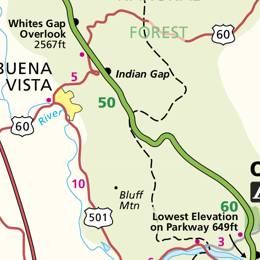 NATIONAL
FOREST
Whites Gap
Overlook
2567ft
60
5
Indian Gap
BUENA
VISTA
50
60
River
10
Bluff
Mtn
501
60
Lowest Elevation
on Parkway 649ft
3